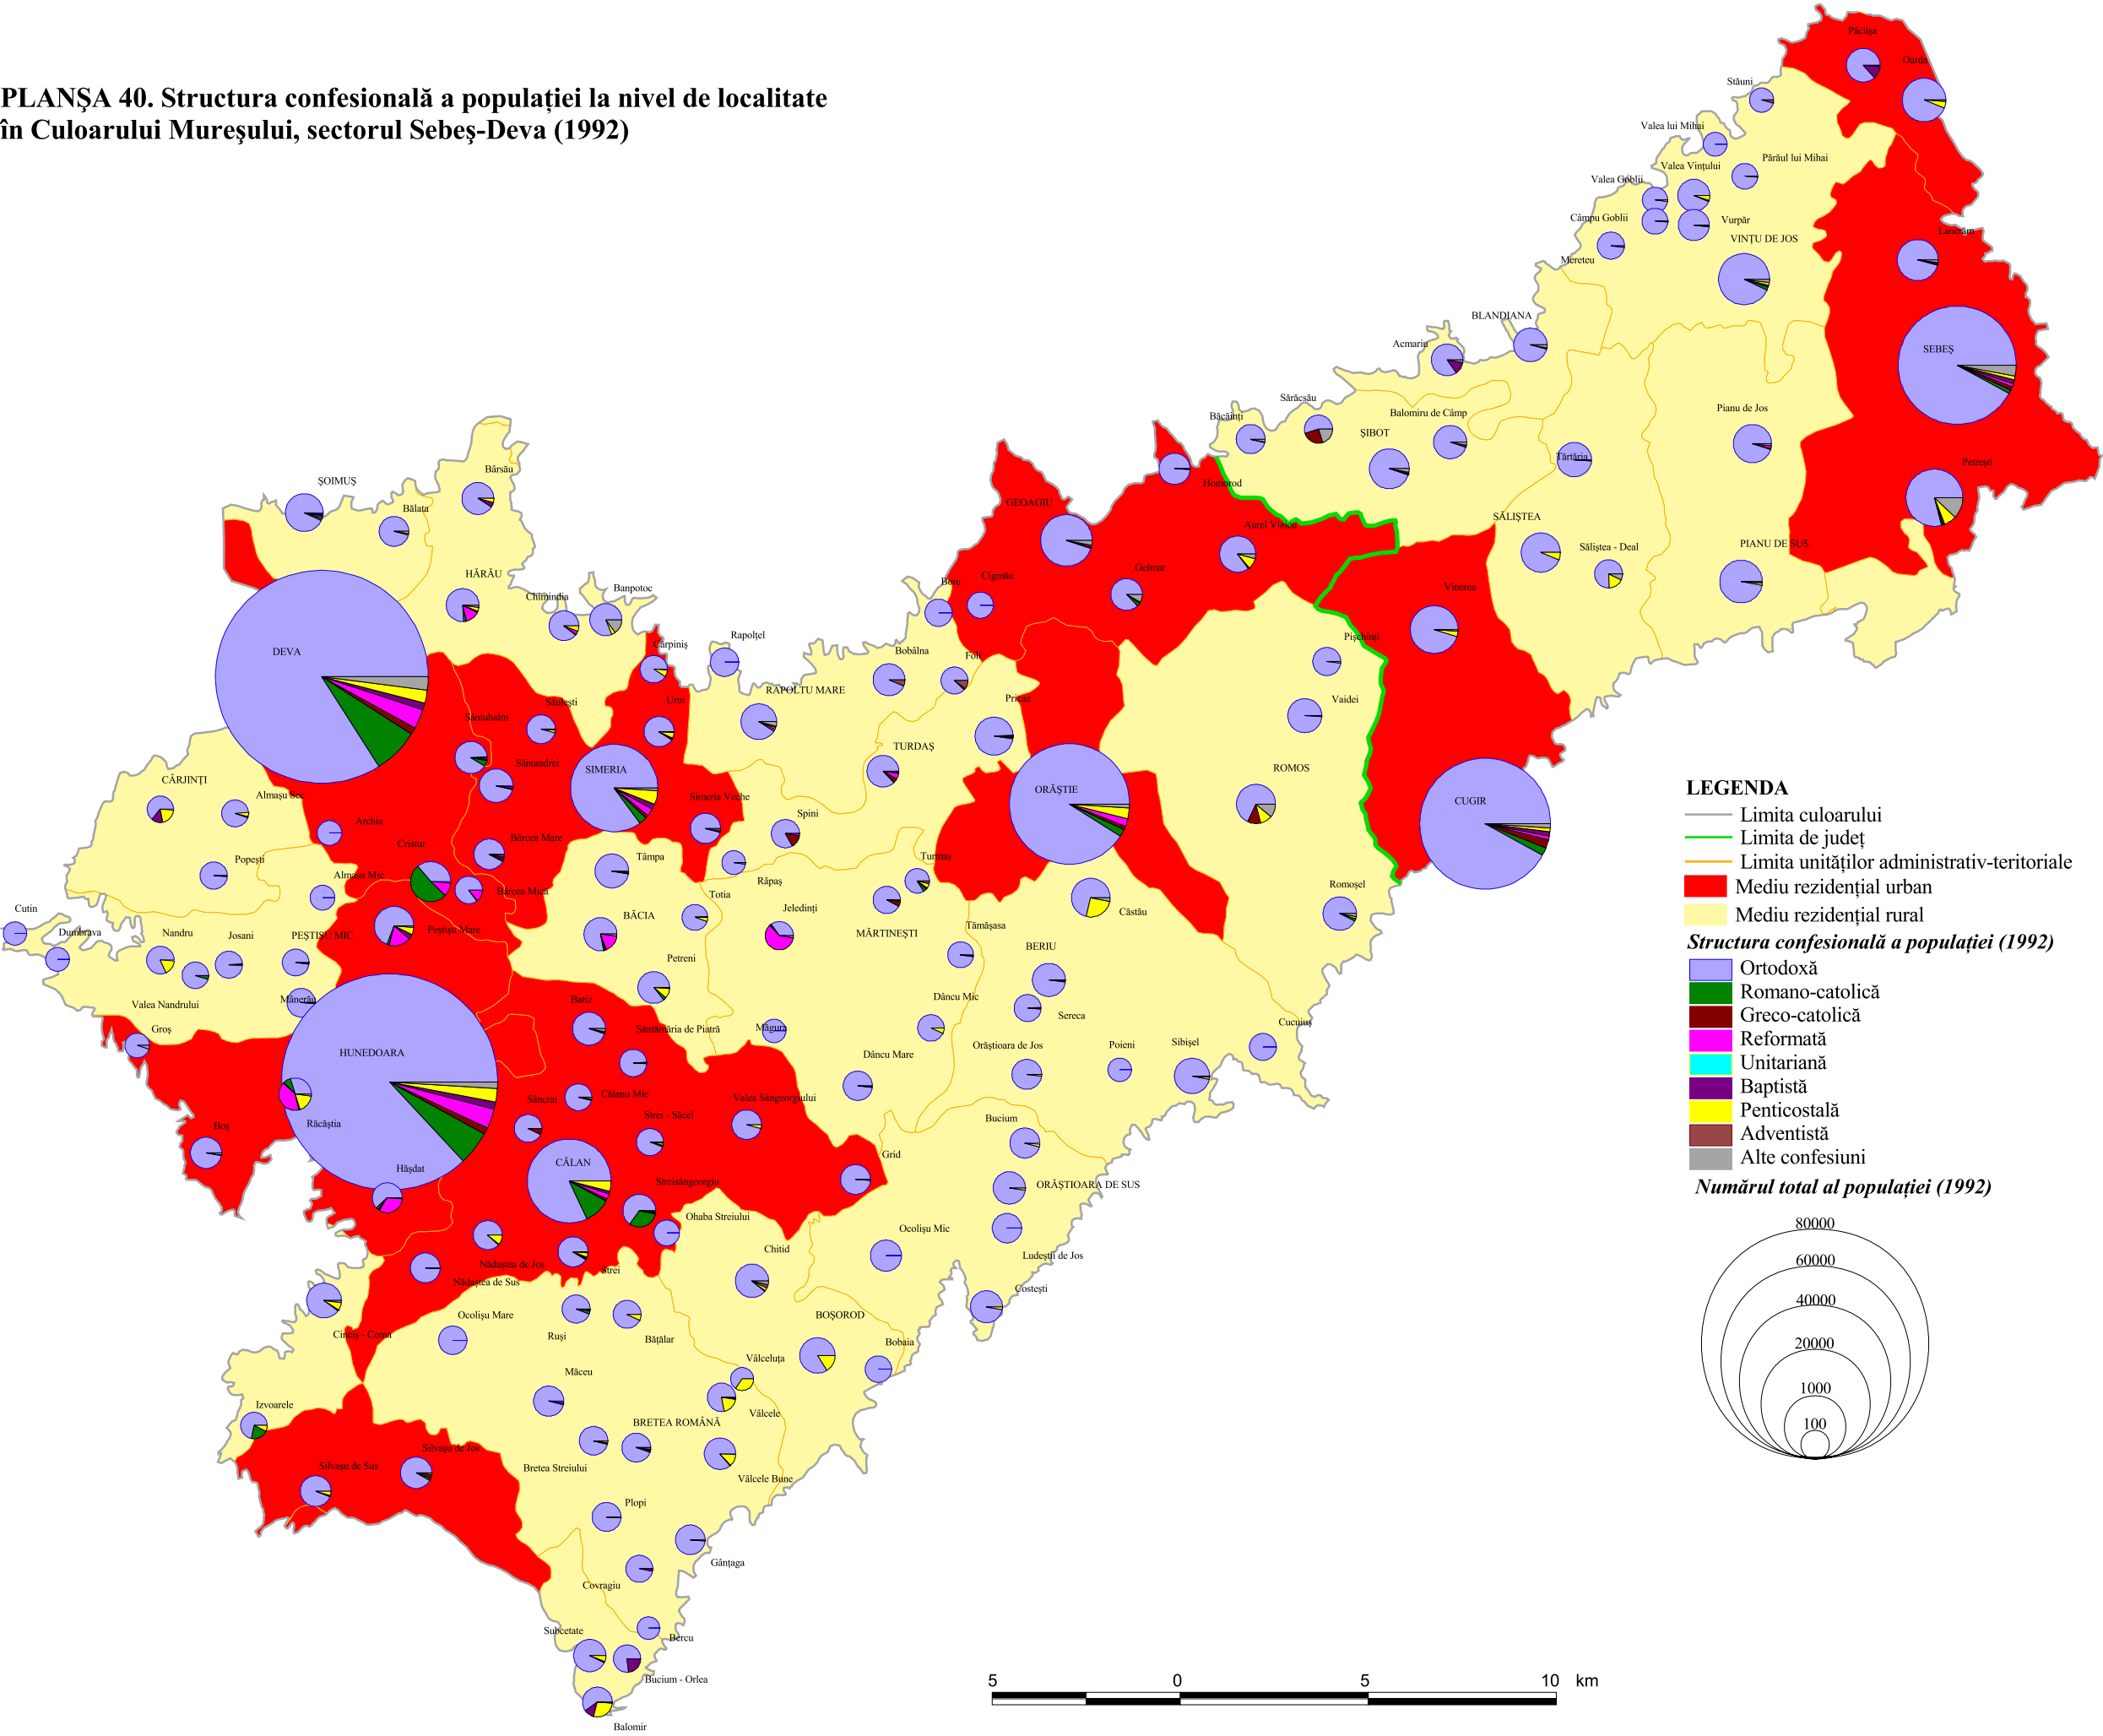 PLANŞA 40. Structura confesională a populației la nivel de localitate
în Culoarului Mureşului, sectorul Sebeş-Deva (1992)
Pâclişa
Oarda
Stăuni
Valea lui Mihai
Părăul lui Mihai
Valea Vințului
Valea Goblii
Câmpu Goblii
Vurpăr
VINȚU DE JOS
Lancrăm
Mereteu
BLANDIANA
Acmariu
SEBEŞ
Sărăcsău
Balomiru de Câmp
Băcăinți
ŞIBOT
Pianu de Jos
Tărtăria
Petreşti
Homorod
Bârsău
ŞOIMUŞ
Bălata
GEOAGIU
Aurel Vlaicu
SĂLIŞTEA
Săliştea - Deal
PIANU DE SUS
HĂRĂU
Chimindia
Banpotoc
Boiu
Cigmău
Gelmar
Vinerea
DEVA
Cărpiniş
Rapolțel
Bobâlna
Folt
Pişchinți
RAPOLTU MARE
Uroi
Săuleşti
Sântuhalm
Pricaz
Vaidei
TURDAŞ
Sântandrei
SIMERIA
CÂRJINȚI
Almaşu Sec
Simeria Veche
Spini
ORĂŞTIE
ROMOS
CUGIR
Archia
Cristur
Bârcea Mare
Tâmpa
Turmaş
Popeşti
Almaşu Mic
Bârcea Mică
Totia
Râpaş
Romoşel
Cutin
Dumbrava
Nandru
Josani
PEŞTIŞU MIC
Peştişu Mare
BĂCIA
Jeledinți
MĂRTINEŞTI
Căstău
Tămăşasa
BERIU
Petreni
Valea Nandrului
Mânerău
Batiz
Sântămăria de Piatră
Măgura
Dâncu Mic
Sereca
Cucuiuş
Groş
HUNEDOARA
Dâncu Mare
Orăştioara de Jos
Poieni
Sibişel
Sâncrai
Călanu Mic
Strei - Săcel
Valea Sângeorgiului
Răcăştia
Boş
Bucium
Hăşdat
CĂLAN
Grid
Streisângeorgiu
ORĂŞTIOARA DE SUS
Ohaba Streiului
Ocolişu Mic
Chitid
Ludeştii de Jos
Nădaştea de Jos
Strei
Nădaştea de Sus
Costeşti
Ocolişu Mare
Cinciş - Cerna
Ruşi
Bățălar
BOŞOROD
Bobaia
Măceu
Vâlceluța
Izvoarele
Vâlcele
BRETEA ROMÂNĂ
Silvaşu de Jos
Silvaşu de Sus
Bretea Streiului
Vâlcele Bune
Plopi
Gânțaga
Covragiu
Subcetate
Bercu
Bucium - Orlea
Balomir
LEGENDA
Limita culoarului
Limita de județ
Limita unităților administrativ-teritoriale
Mediu rezidențial urban
Mediu rezidențial rural
Structura confesională a populației (1992)
Ortodoxă
Romano-catolică
Greco-catolică
Reformată
Unitariană
Baptistă
Penticostală
Adventistă
Alte confesiuni
Numărul total al populației (1992)
80000
60000
40000
20000
1000
100
5 0 5 10 km